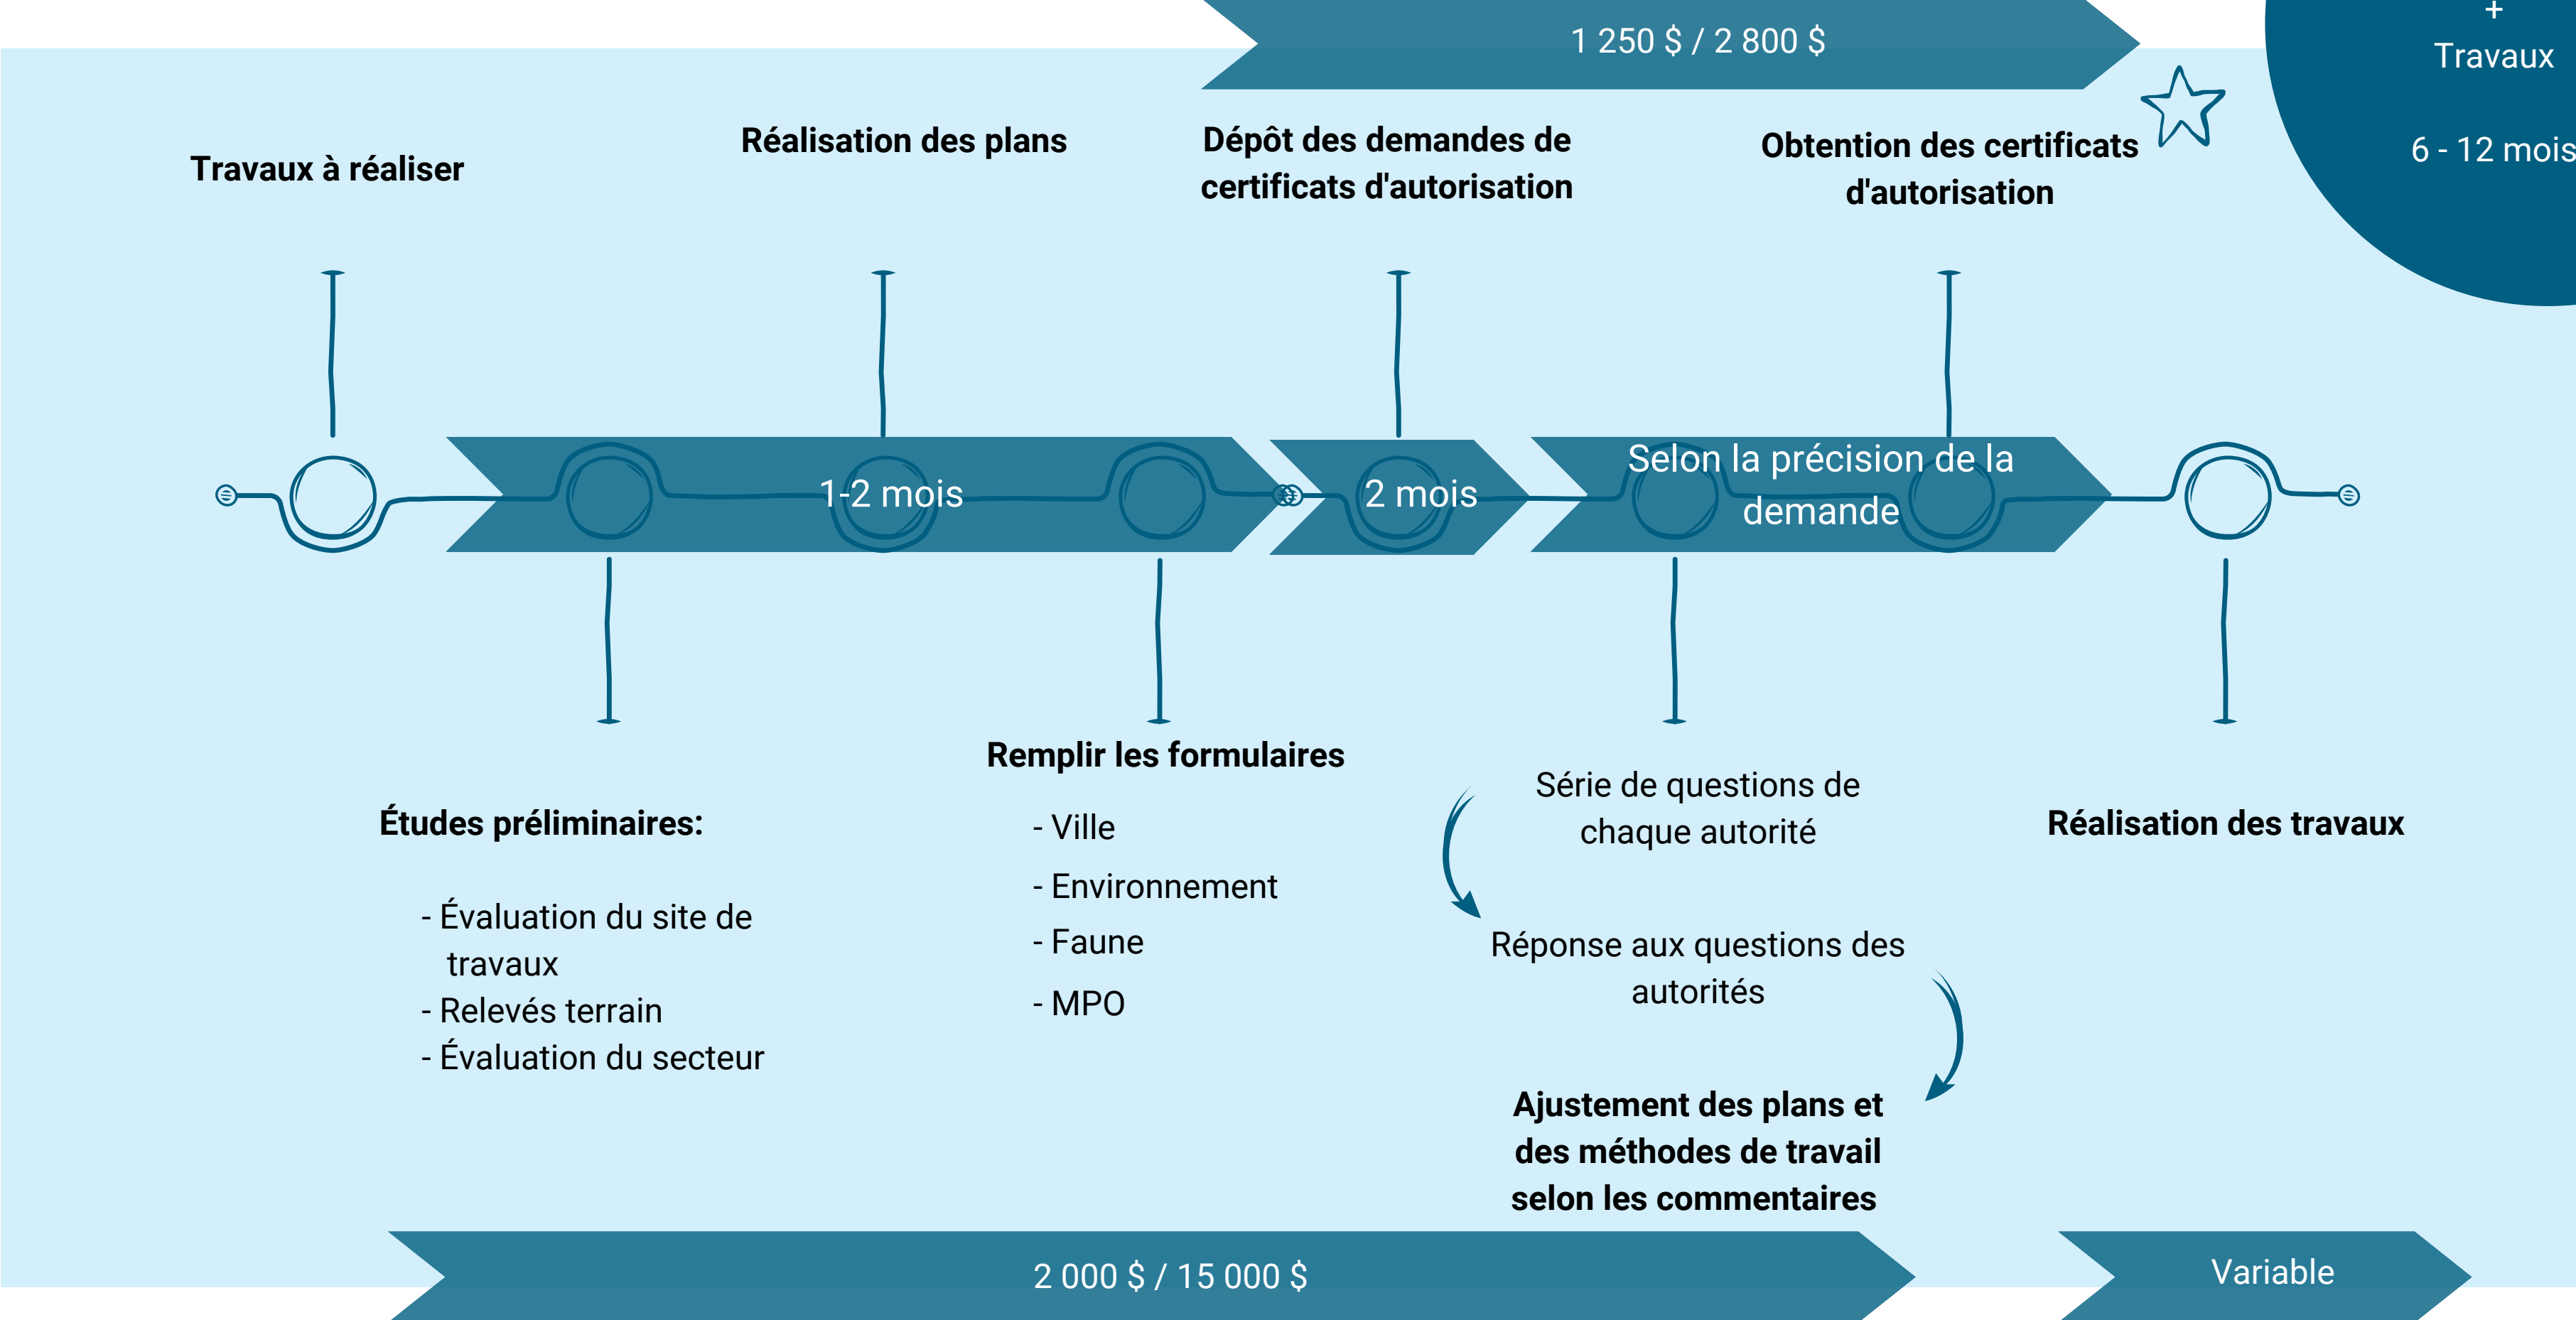 1 250 $ / 2 800 $
+
Travaux
6 - 12 mois
Travaux à réaliser
Réalisation des plans
Dépôt des demandes de
certificats d'autorisation
Obtention des certificats
d'autorisation
1-2 mois
2 mois
Selon la précision de la
demande
Études préliminaires:
- Évaluation du site de
travaux
- Relevés terrain
- Évaluation du secteur
Remplir les formulaires
- Ville
- Environnement
- Faune
- MPO
Série de questions de
chaque autorité
Réponse aux questions des
autorités
Ajustement des plans et
des méthodes de travail
selon les commentaires
Réalisation des travaux
2 000 $ / 15 000 $
Variable